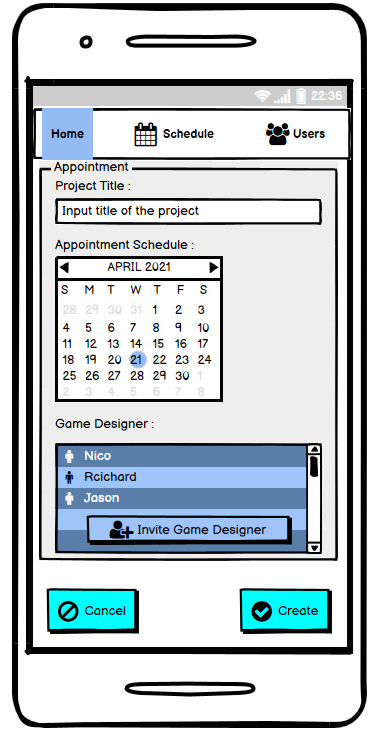 22:36
Home Schedule Users
Appointment
Project Title :
Input title of the project
Appointment Schedule :
APRIL 2021
S M T W T F S
28 29 30 31 1 2 3
4 5 6 7 8 9 10
11 12 13 14 15 16 17
18 19 20 21 22 23 24
25 26 27 28 29 30 1
2 3 4 5 6 7 8
Game Designer :
Nico
Rcichard
Jason
Invite Game Designer
Cancel Create